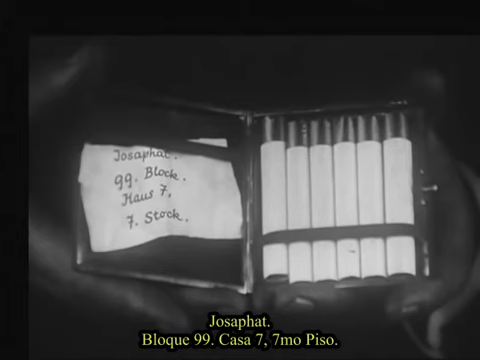 Josaphat.
99. Block.
Haus 7,
7. Stock.
Josaphat.
Bloque 99. Casa 7, 7mo Piso.